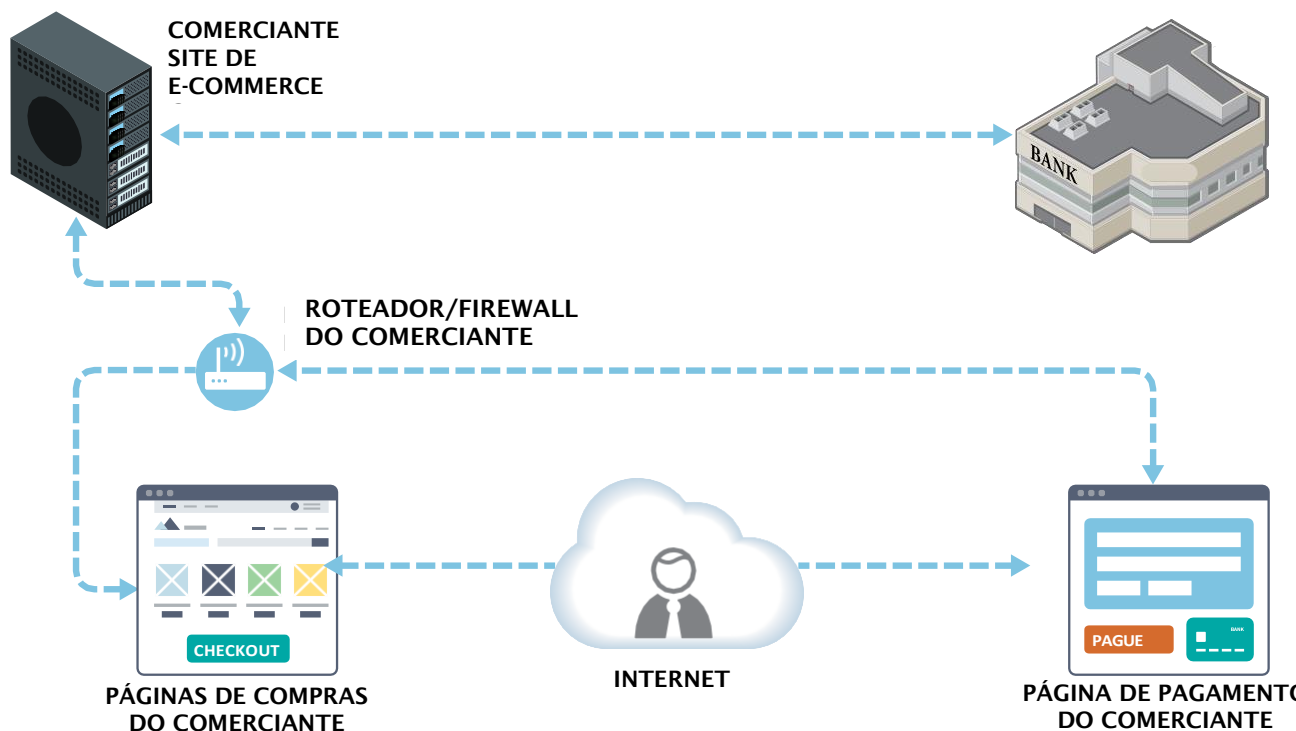 COMERCIANTE
SITE DE
E-COMMERCE
BANK
ROTEADOR/FIREWALL
DO COMERCIANTE
CHECKOUT
PÁGINAS DE COMPRAS
DO COMERCIANTE
INTERNET
BANK
PAGUE
PÁGINA DE PAGAMENTO
DO COMERCIANTE